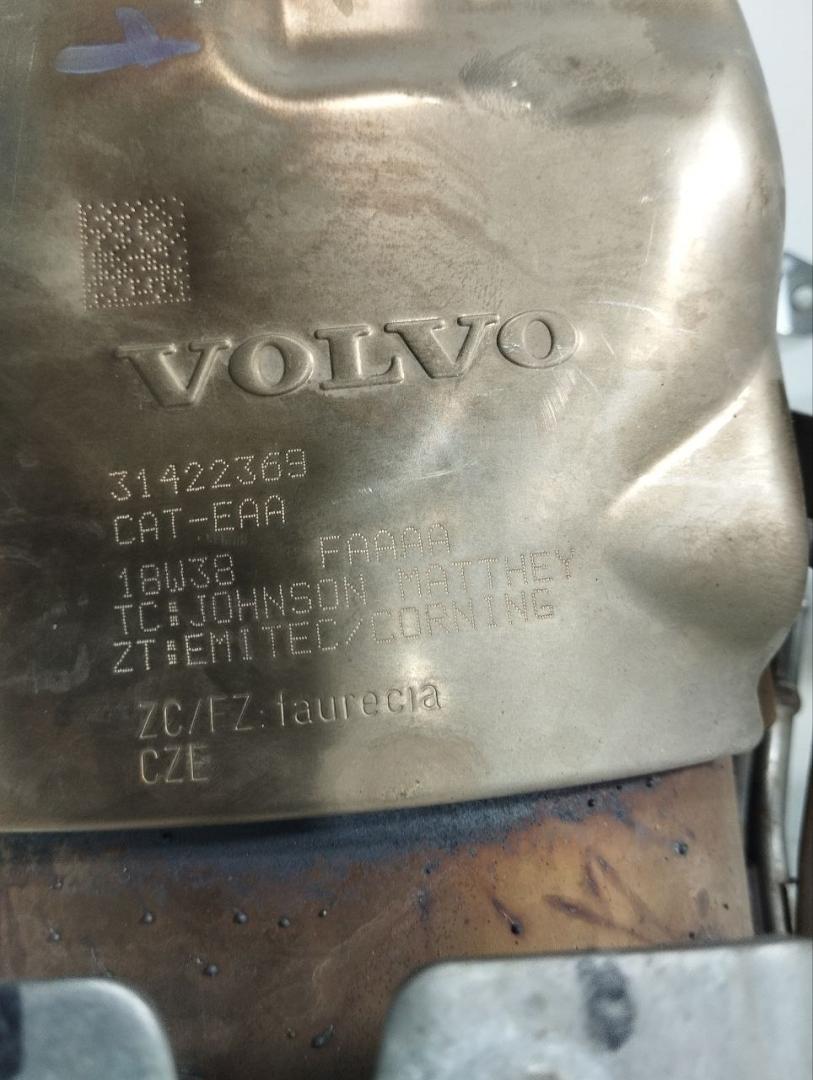 VOLVO
31422369
CAT-EAA
18W38 FAAAA
TC:JOHNSON MATTHEY
ZT:EMITEC/CORNING
ZC/FZ: faurecia
CZE